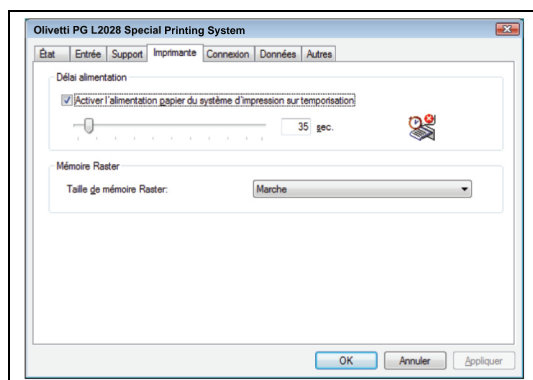 Olivetti PG L2028 Special Printing System
État Entrée Support Imprimante Connexion Données Autres
Délai alimentation
Activer l'alimentation papier du système d'impression sur temporisation
35 sec.
Mémoire Raster
Taille de mémoire Raster: Marche
OK Annuler Appliquer